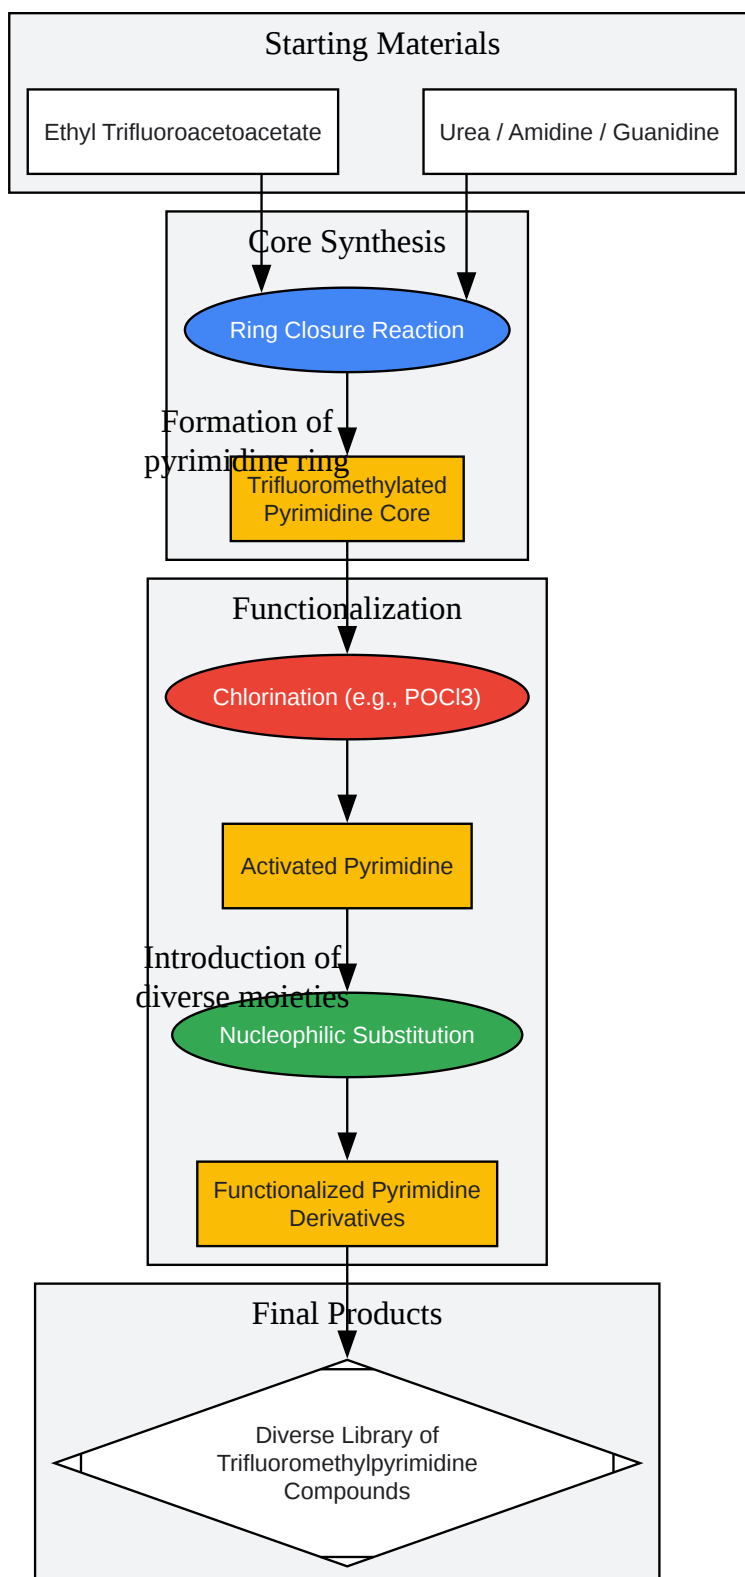 Starting Materials
Ethyl Trifluoroacetoacetate
Urea / Amidine / Guanidine
Core Synthesis
Ring Closure Reaction
Formation of
pyrimidine ring
Trifluoromethylated
Pyrimidine Core
Functionalization
Chlorination (e.g., POCl3)
Activated Pyrimidine
Introduction of
diverse moieties
Nucleophilic Substitution
Functionalized Pyrimidine
Derivatives
Final Products
Diverse Library of
Trifluoromethylpyrimidine
Compounds